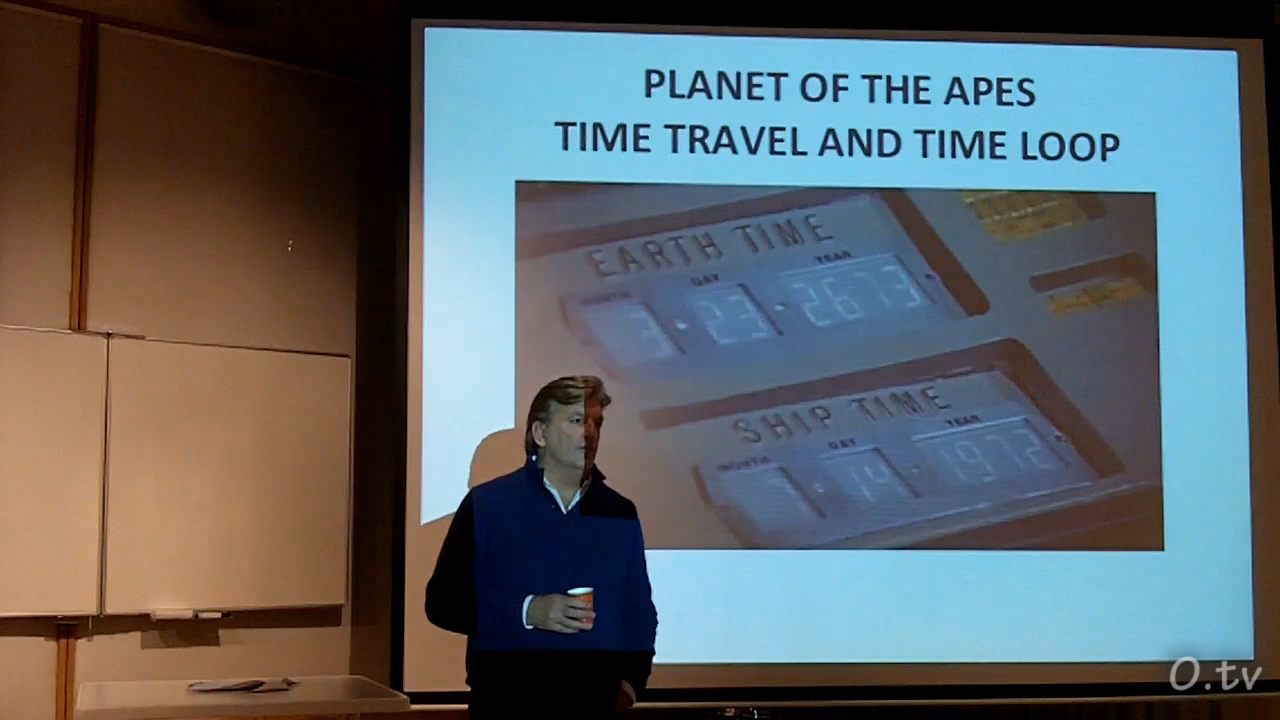 PLANET OF THE APES
TIME TRAVEL AND TIME LOOP
EARTH TIME
MONTH DAY YEAR
3 23 2673
SHIP TIME
MONTH DAY YEAR
7 14 1972
O.tv